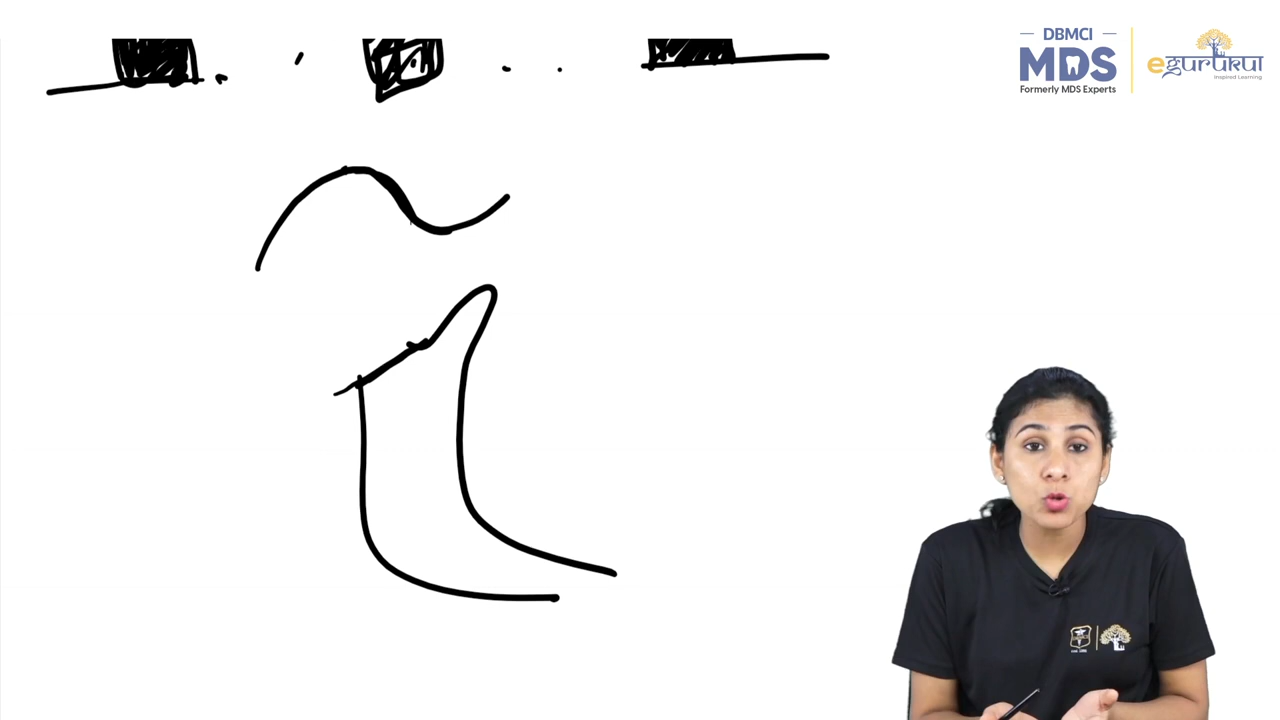 DBMCI
MDS
Formerly MDS Experts
eGurukul
Inspired Learning